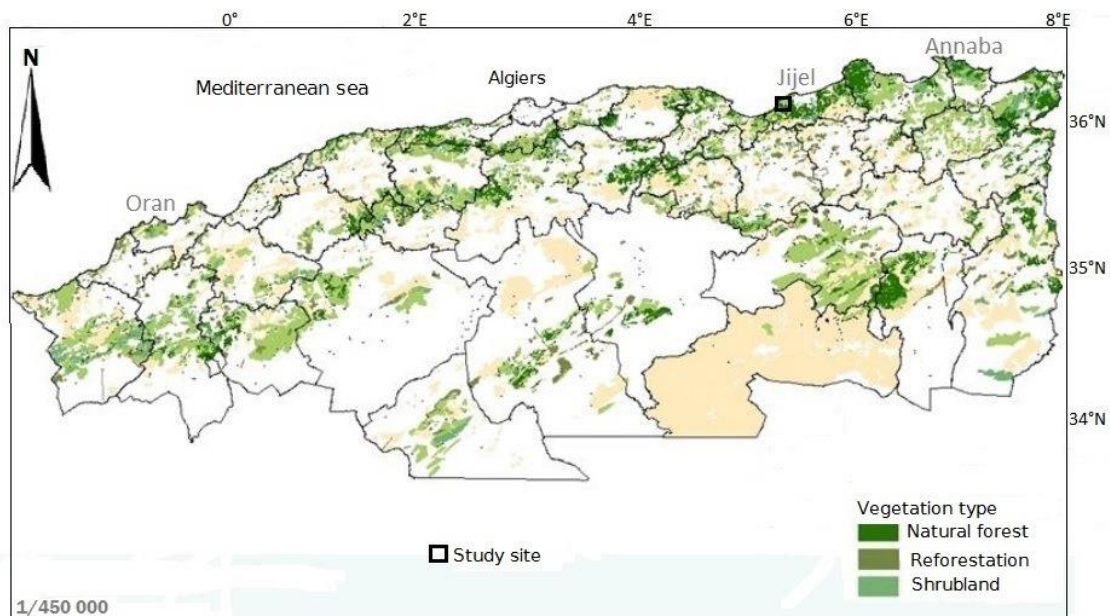 0° 2°E 4°E 6°E 8°E
N
Mediterranean sea
Algiers
Jijel
Annaba
36°N
Oran
35°N
34°N
Vegetation type
Natural forest
Reforestation
Shrubland
Study site
1/450 000